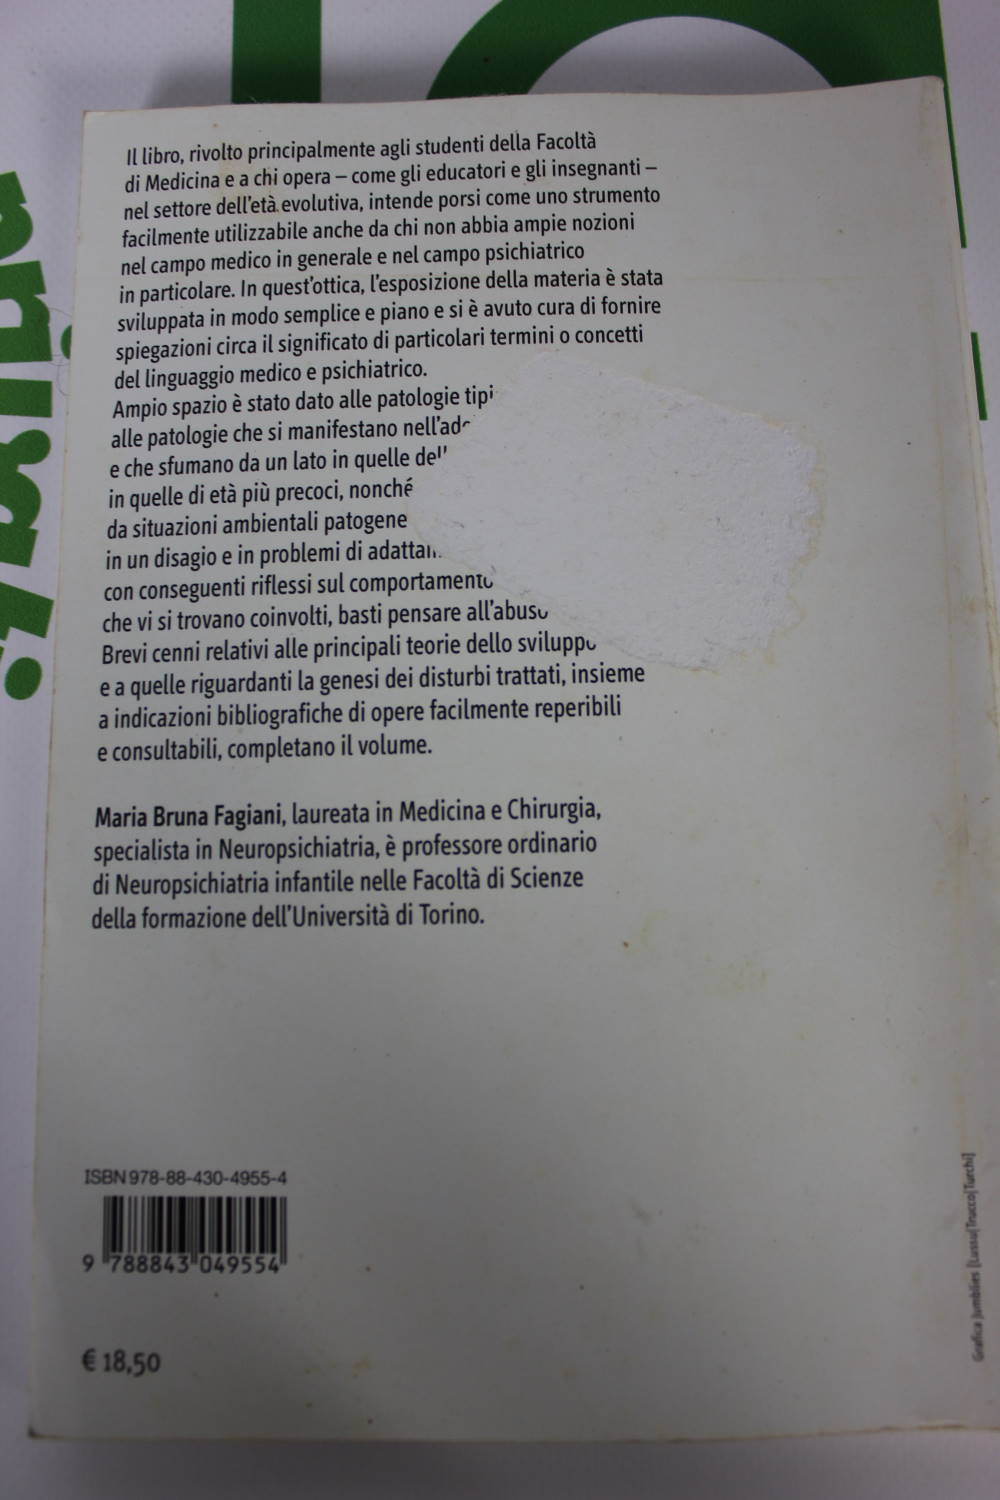 Il libro, rivolto principalmente agli studenti della Facoltà
di Medicina e a chi opera – come gli educatori e gli insegnanti –
nel settore dell'età evolutiva, intende porsi come uno strumento
facilmente utilizzabile anche da chi non abbia ampie nozioni
nel campo medico in generale e nel campo psichiatrico
in particolare. In quest'ottica, l'esposizione della materia è stata
sviluppata in modo semplice e piano e si è avuto cura di fornire
spiegazioni circa il significato di particolari termini o concetti
del linguaggio medico e psichiatrico.
Ampio spazio è stato dato alle patologie
alle patologie che si manifestano
e che sfumano da un lato in quelle
in quelle di età più precoci, nonché
da situazioni ambientali patogene
in un disagio e in problemi di
con conseguenti riflessi sul comportamento
che vi si trovano coinvolti, basti pensare all'abuso
Brevi cenni relativi alle principali teorie dello sviluppo
e a quelle riguardanti la genesi dei disturbi trattati, insieme
a indicazioni bibliografiche di opere facilmente reperibili
e consultabili, completano il volume.
Maria Bruna Fagiani, laureata in Medicina e Chirurgia,
specialista in Neuropsichiatria, è professore ordinario
di Neuropsichiatria infantile nelle Facoltà di Scienze
della formazione dell'Università di Torino.
ISBN 978-88-430-4955-4
9 788843 049554
€ 18,50
Grafica Jumblies [Lussu|Trucco|Turchi]